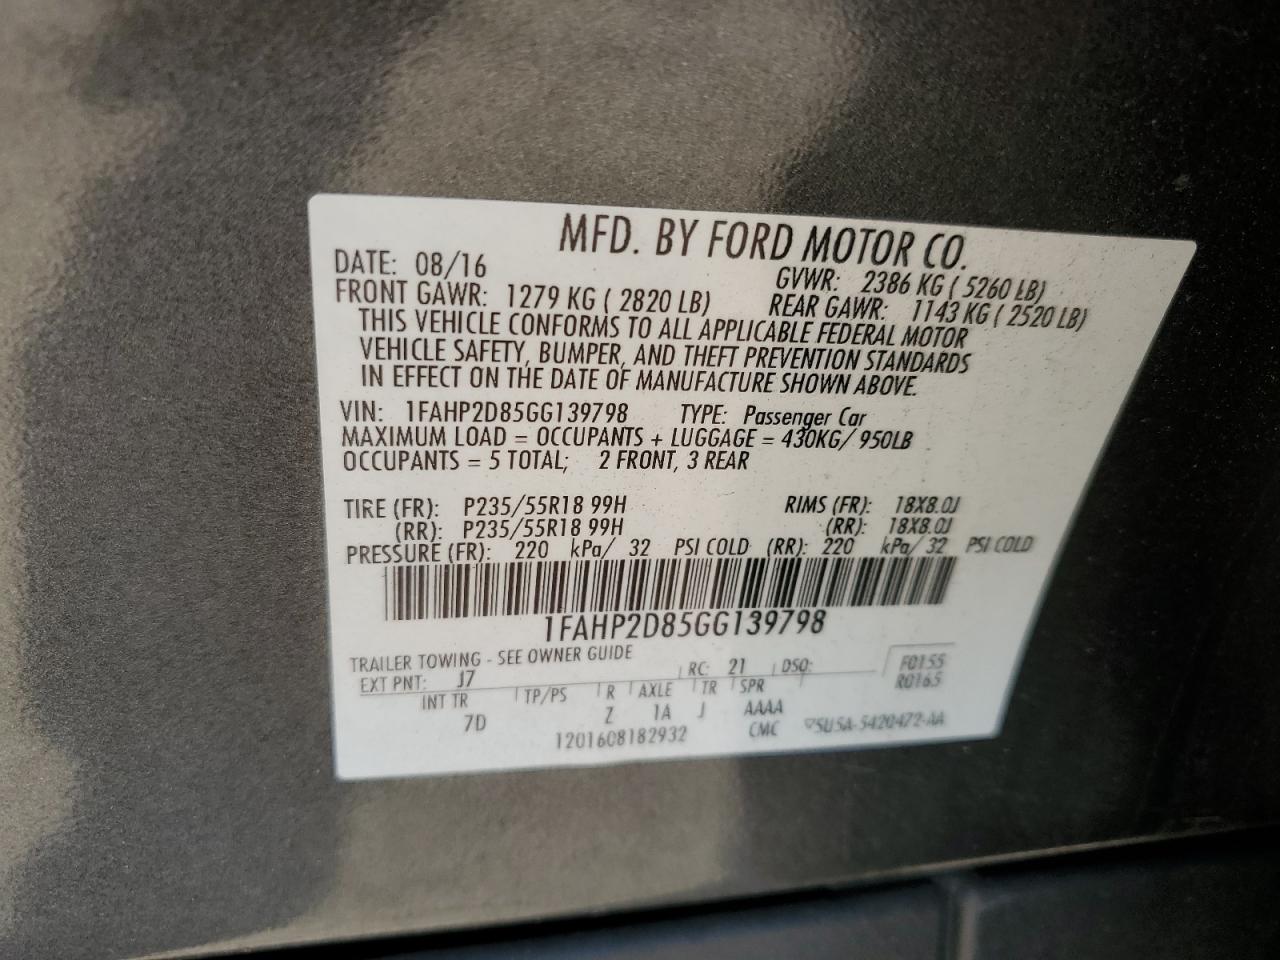 MFD. BY FORD MOTOR CO.
DATE: 08/16 GVWR: 2386 KG ( 5260 LB)
FRONT GAWR: 1279 KG ( 2820 LB) REAR GAWR: 1143 KG ( 2520 LB)
THIS VEHICLE CONFORMS TO ALL APPLICABLE FEDERAL MOTOR
VEHICLE SAFETY, BUMPER, AND THEFT PREVENTION STANDARDS
IN EFFECT ON THE DATE OF MANUFACTURE SHOWN ABOVE.
VIN: 1FAHP2D85GG139798 TYPE: Passenger Car
MAXIMUM LOAD = OCCUPANTS + LUGGAGE = 430KG/ 950LB
OCCUPANTS = 5 TOTAL; 2 FRONT, 3 REAR
TIRE (FR): P235/55R18 99H RIMS (FR): 18X8.0J
(RR): P235/55R18 99H (RR): 18X8.0J
PRESSURE (FR): 220 kPa/ 32 PSI COLD (RR): 220 kPa/ 32 PSI COLD
1FAHP2D85GG139798
TRAILER TOWING - SEE OWNER GUIDE
EXT PNT: J7 RC: 21 DSO: F0155
R0165
INT TR TP/PS R AXLE TR SPR
7D Z 1A J AAAA
1201608182932 CMC 5U5A-5420472-AA